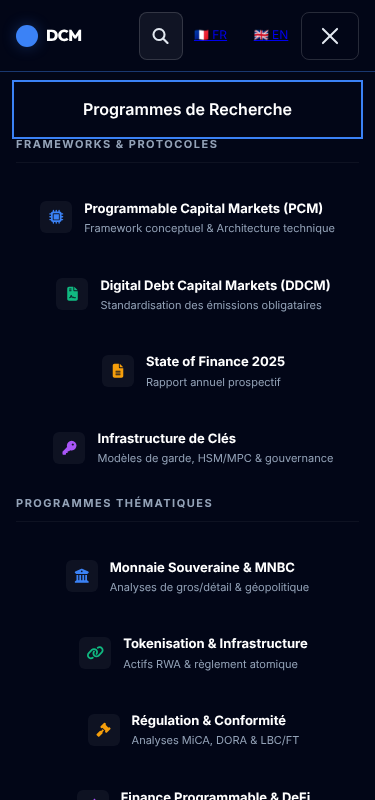 DCM
🇫🇷 FR
🇬🇧 EN
Programmes de Recherche
FRAMEWORKS & PROTOCOLES
Programmable Capital Markets (PCM)
Framework conceptuel & Architecture technique
Digital Debt Capital Markets (DDCM)
Standardisation des émissions obligataires
State of Finance 2025
Rapport annuel prospectif
Infrastructure de Clés
Modèles de garde, HSM/MPC & gouvernance
PROGRAMMES THÉMATIQUES
Monnaie Souveraine & MNBC
Analyses de gros/détail & géopolitique
Tokenisation & Infrastructure
Actifs RWA & règlement atomique
Régulation & Conformité
Analyses MiCA, DORA & LBC/FT
Finance Programmable & DeFi